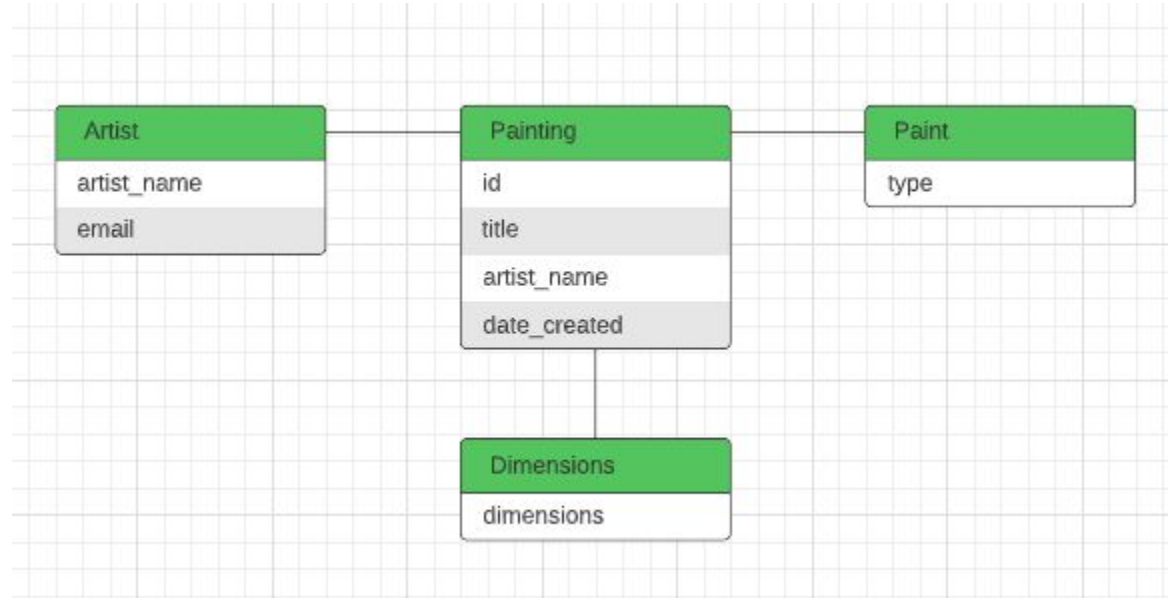 Artist
artist_name
email
Painting
id
title
artist_name
date_created
Paint
type
Dimensions
dimensions